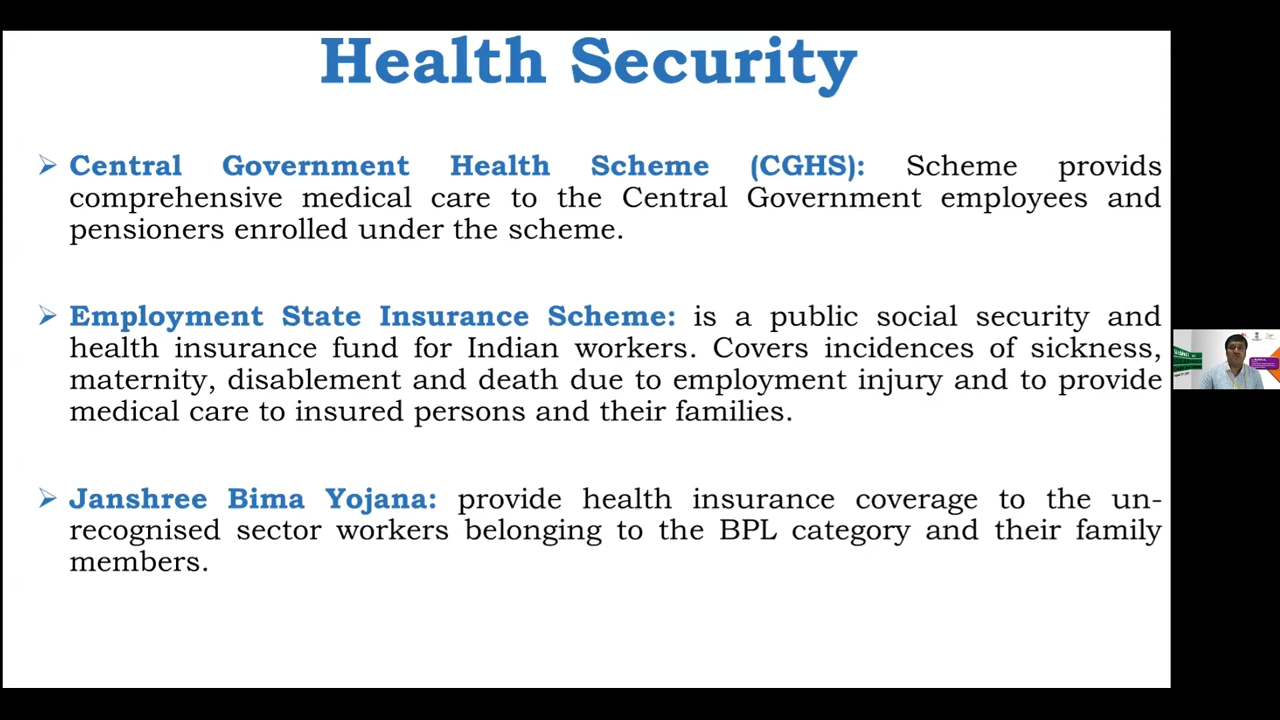 Health Security
Central Government Health Scheme (CGHS): Scheme provids
comprehensive medical care to the Central Government employees and
pensioners enrolled under the scheme.
Employment State Insurance Scheme: is a public social security and
health insurance fund for Indian workers. Covers incidences of sickness,
maternity, disablement and death due to employment injury and to provide
medical care to insured persons and their families.
Janshree Bima Yojana: provide health insurance coverage to the un-
recognised sector workers belonging to the BPL category and their family
members.